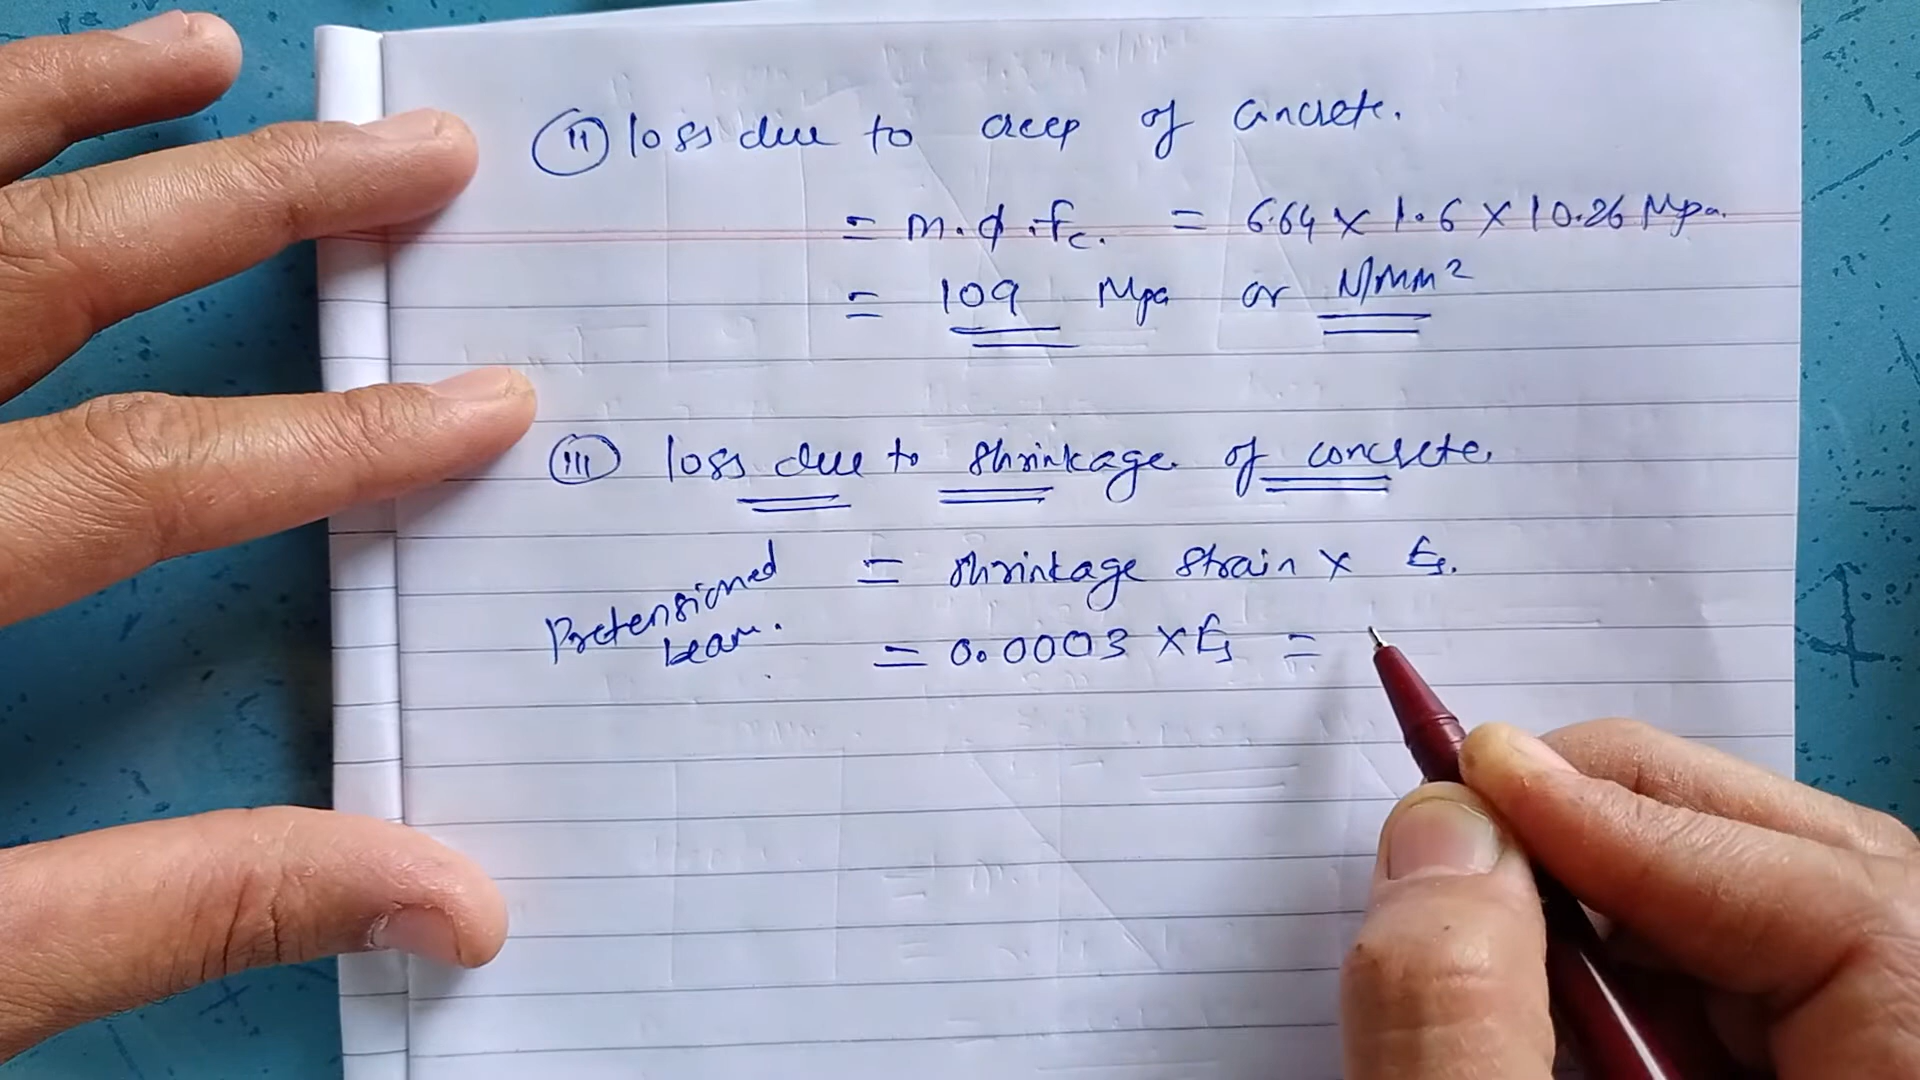 (ii) loss due to creep of concrete.
= m.ϕ.fc. = 6.64 × 1.6 × 10.26 Mpa.
= 109 Mpa or N/mm²
(iii) loss due to shrinkage of concrete.
= shrinkage strain × Es.
Pretensioned beam.
= 0.0003 × Es =